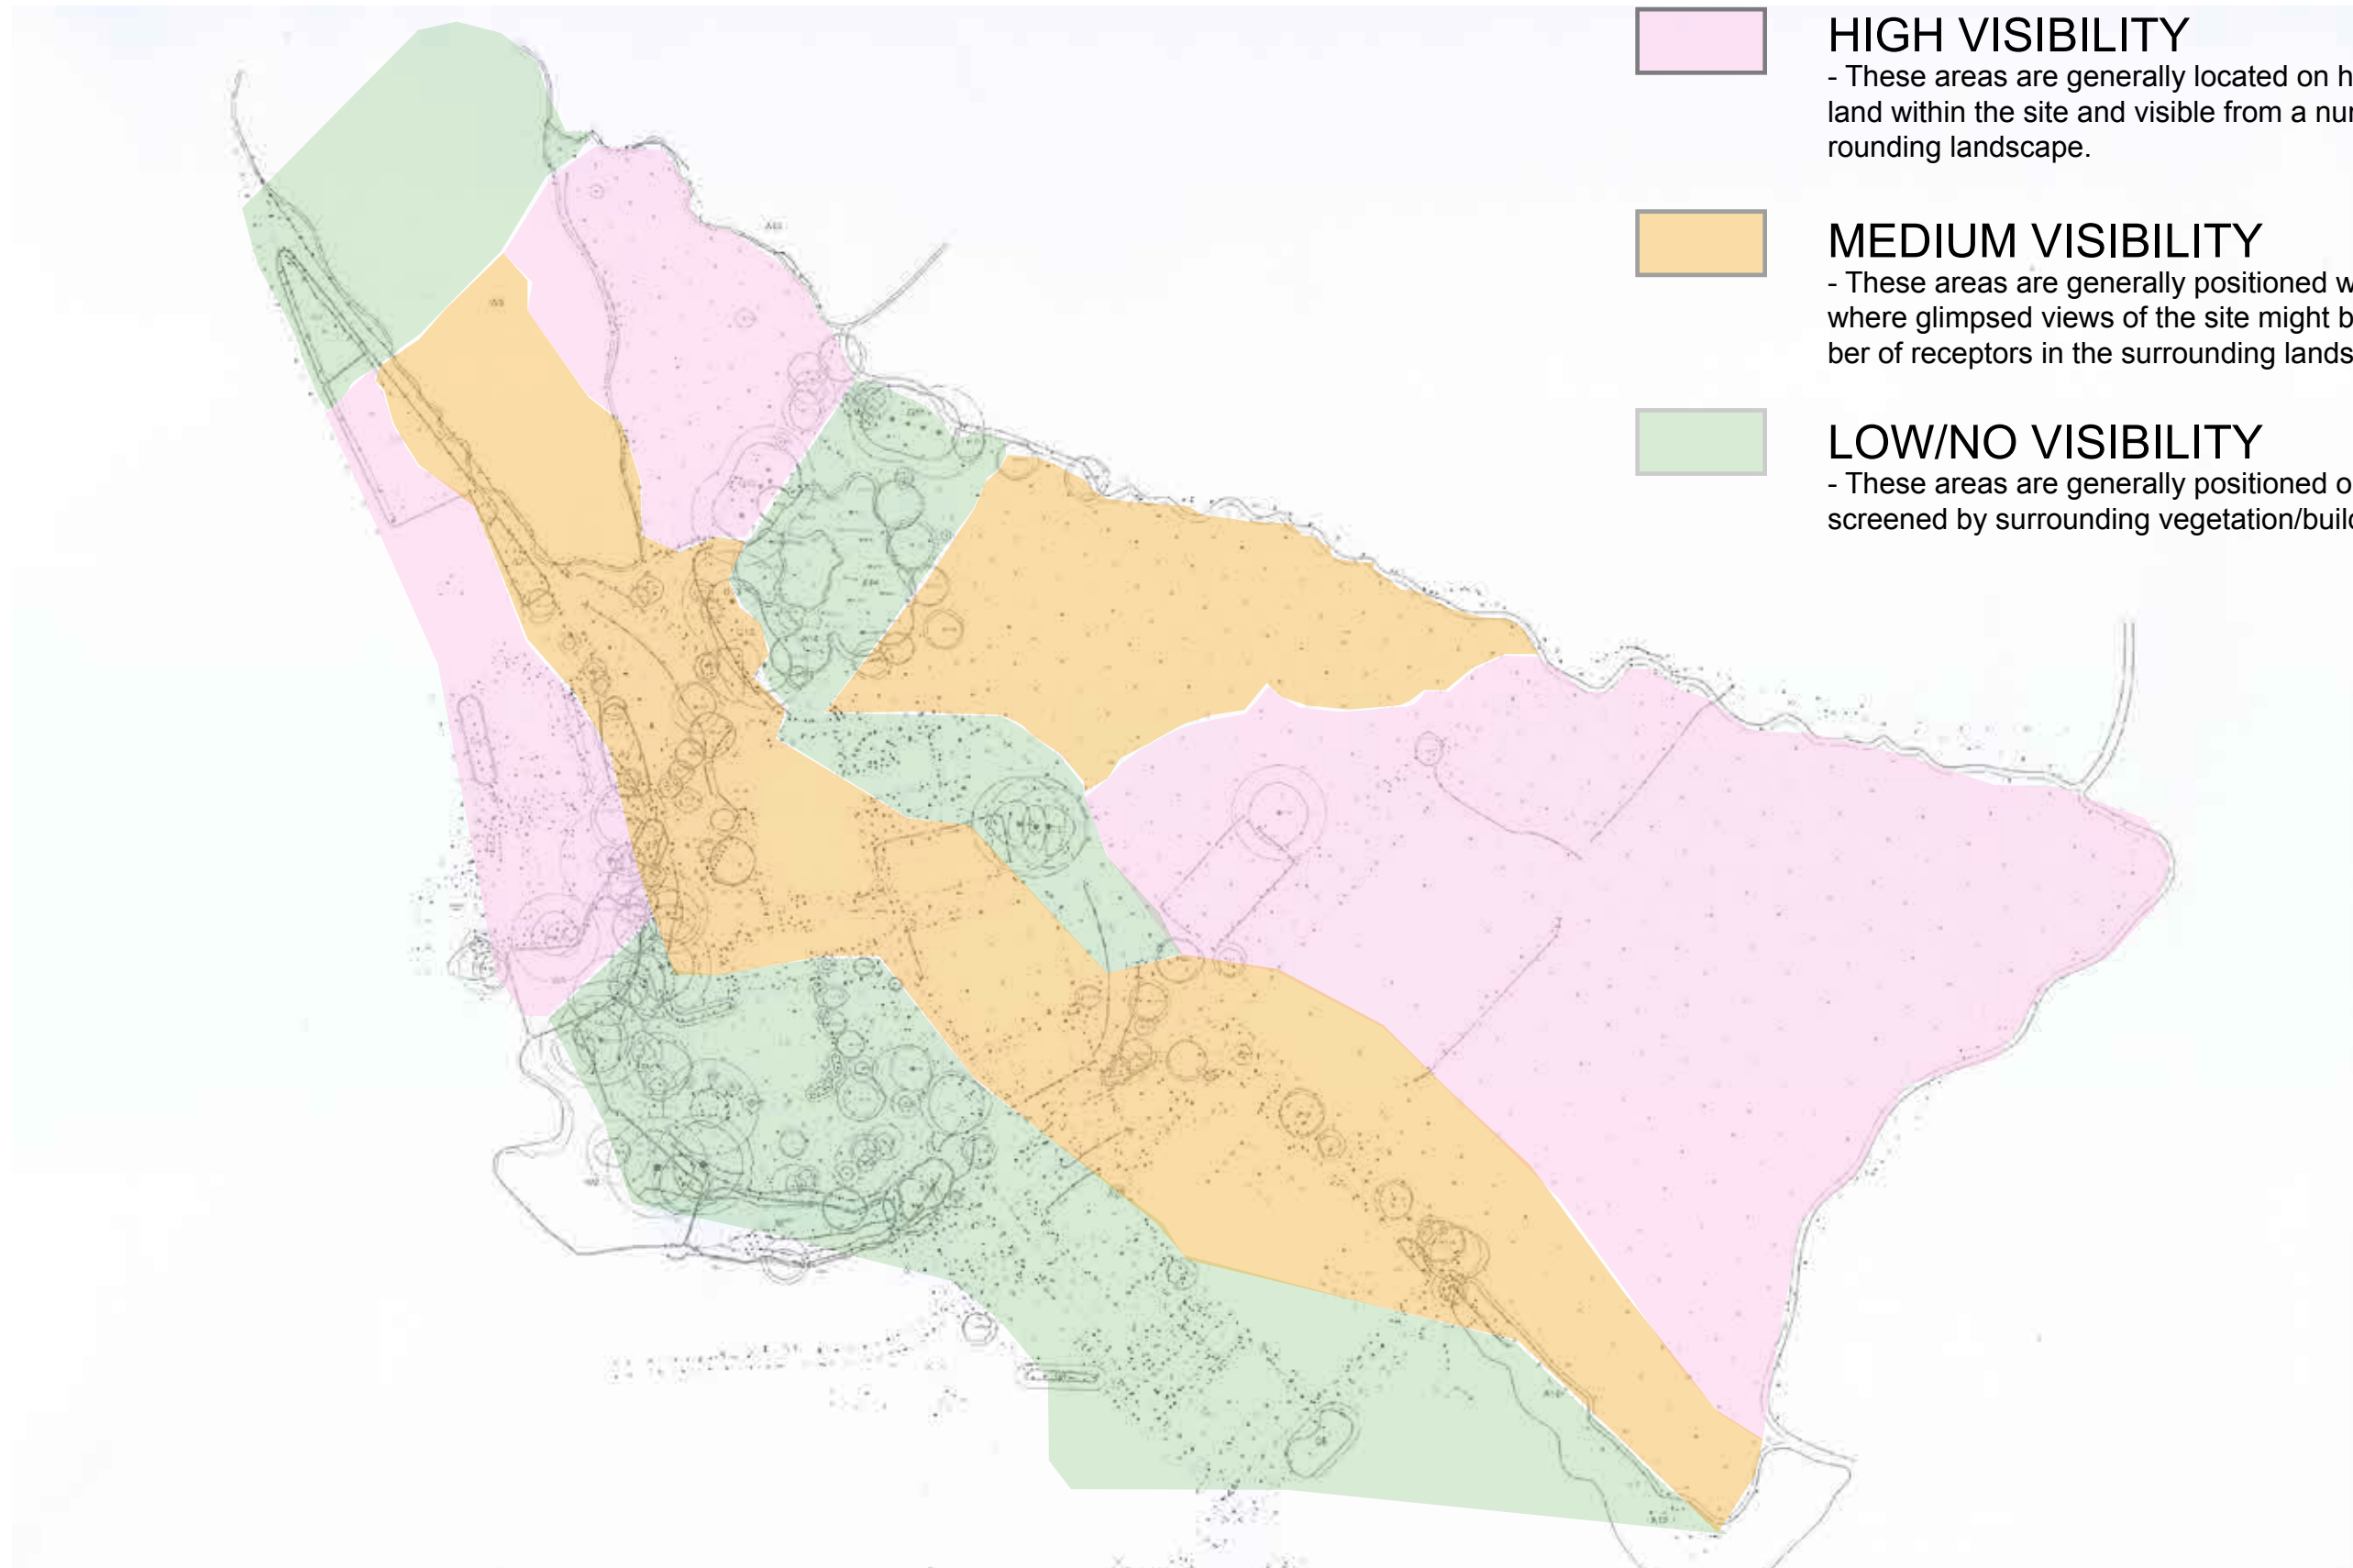 HIGH VISIBILITY
- These areas are generally located on h
land within the site and visible from a nur
rounding landscape.
MEDIUM VISIBILITY
- These areas are generally positioned w
where glimpsed views of the site might b
ber of receptors in the surrounding lands
LOW/NO VISIBILITY
- These areas are generally positioned o
screened by surrounding vegetation/build